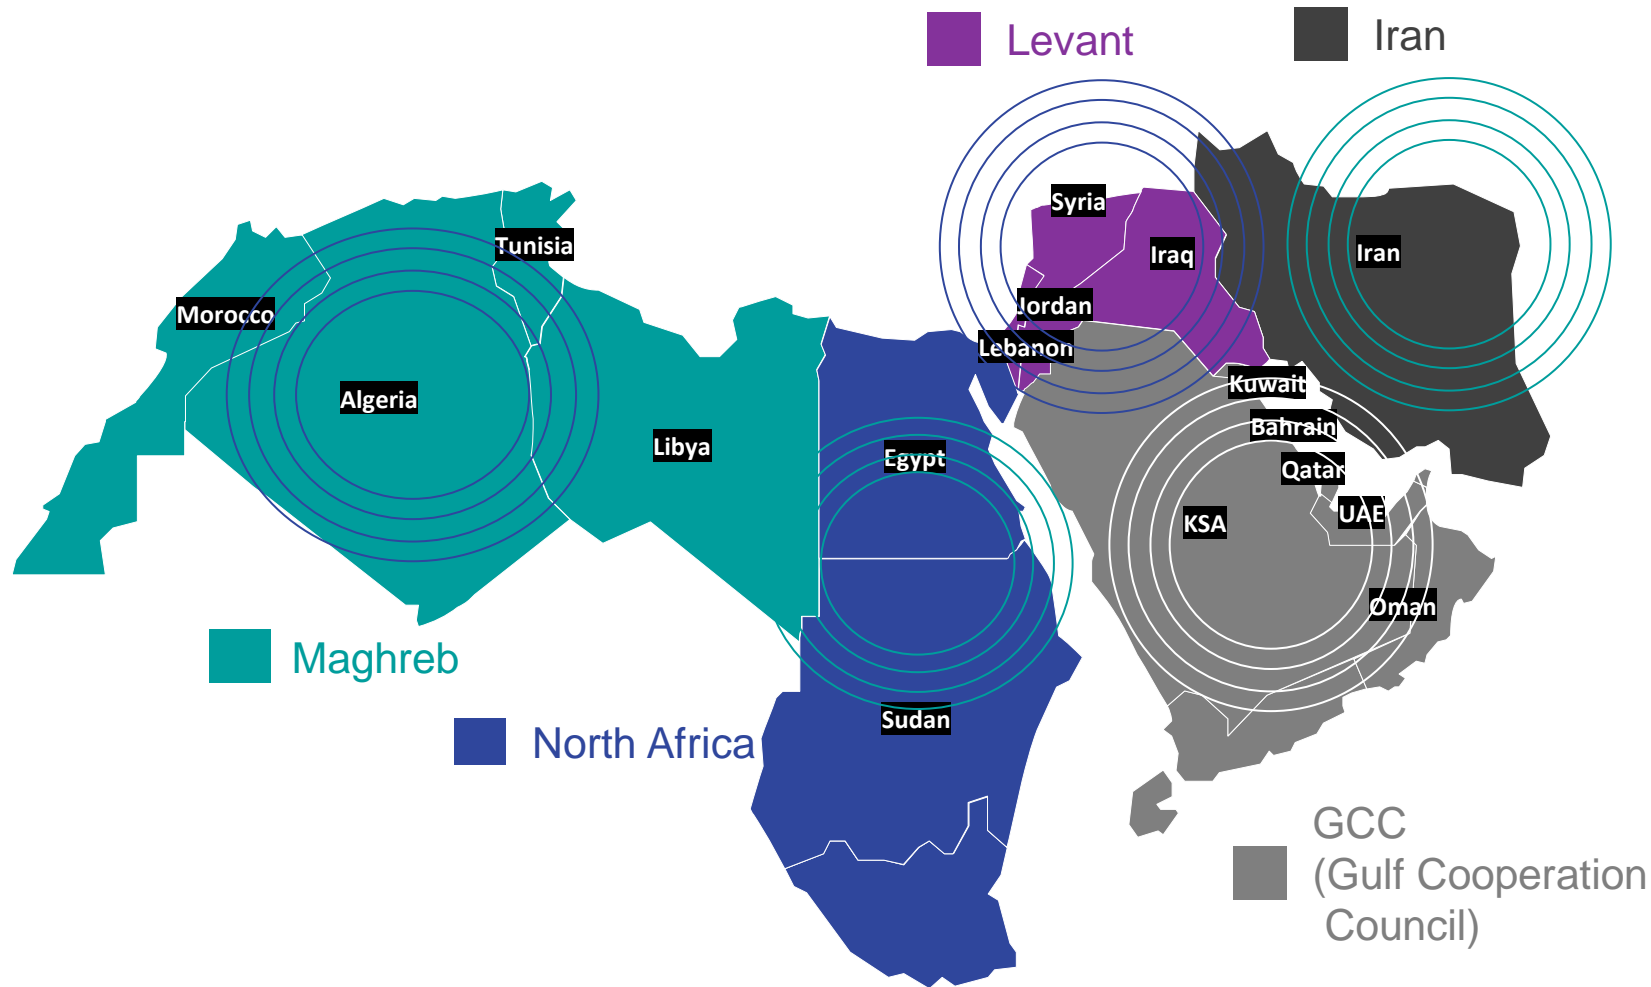 Levant
Iran
Syria
Tunisia
Iraq
Iran
Jordan
Morocco
Lebanon
Kuwait
Algeria
Bahrain
Libya
Egypt
Qatar
UAE
KSA
Oman
Maghreb
Sudan
North Africa
GCC
(Gulf Cooperation
Council)